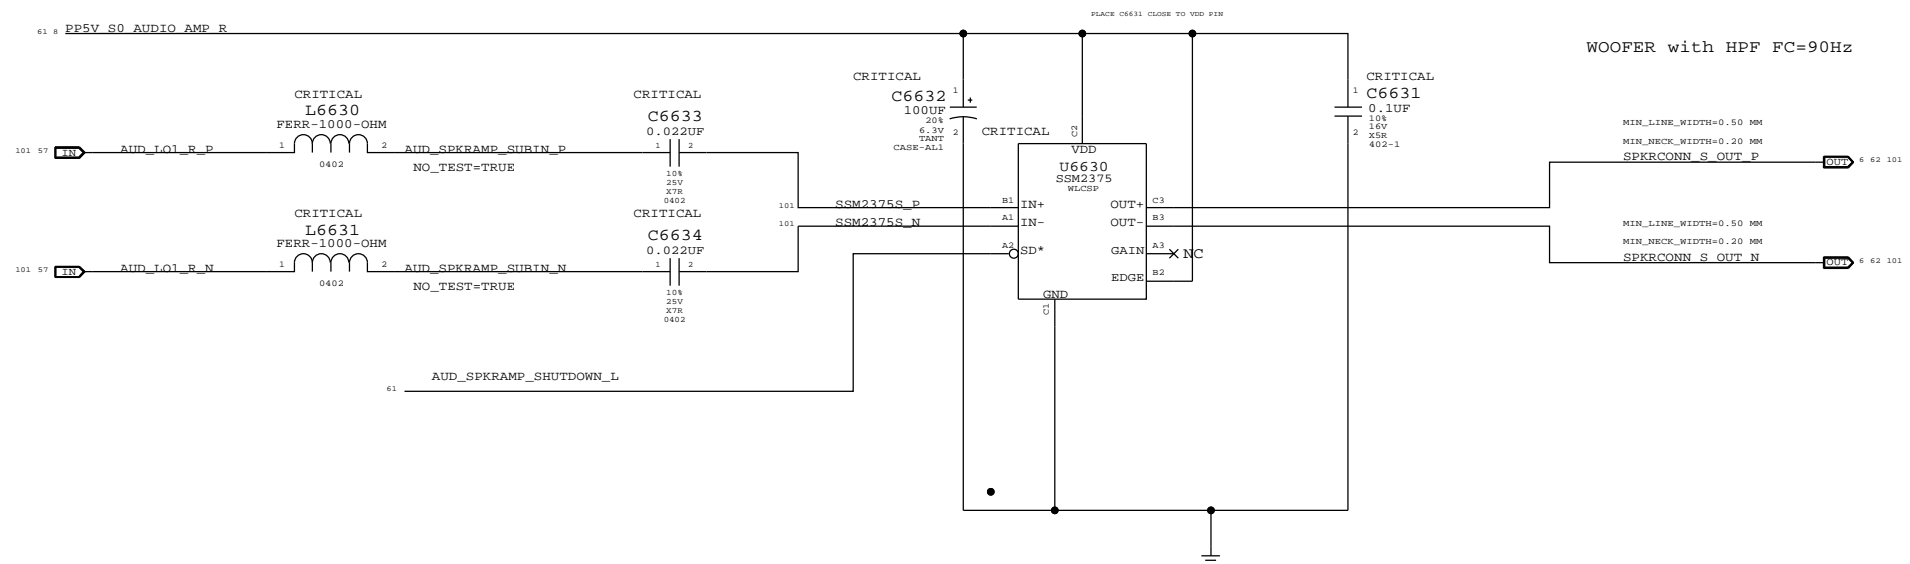 PLACE C6631 CLOSE TO VDD PIN
61 8 PP5V_S0_AUDIO_AMP_R
WOOFER with HPF FC=90Hz
CRITICAL
L6630
FERR-1000-OHM
101 57 IN AUD_LO1_R_P 1 2 AUD_SPKRAMP_SUBIN_P
0402
NO_TEST=TRUE
CRITICAL
C6633
0.022UF
1 2
10%
25V
X7R
0402
CRITICAL
L6631
FERR-1000-OHM
101 57 IN AUD_LO1_R_N 1 2 AUD_SPKRAMP_SUBIN_N
0402
NO_TEST=TRUE
CRITICAL
C6634
0.022UF
1 2
10%
25V
X7R
0402
101 SSM2375S_P
101 SSM2375S_N
61 AUD_SPKRAMP_SHUTDOWN_L
CRITICAL
C6632
100UF
20%
6.3V
TANT
CASE-AL1
1
+
2
CRITICAL
C2
VDD
U6630
SSM2375
WLCSP
B1 IN+ OUT+ C3
A1 IN- OUT- B3
A2 SD* GAIN A3 NC
EDGE B2
GND
C1
CRITICAL
1 C6631
0.1UF
10%
16V
2 X5R
402-1
MIN_LINE_WIDTH=0.50 MM
MIN_NECK_WIDTH=0.20 MM
SPKRCONN_S_OUT_P OUT 6 62 101
MIN_LINE_WIDTH=0.50 MM
MIN_NECK_WIDTH=0.20 MM
SPKRCONN_S_OUT_N OUT 6 62 101